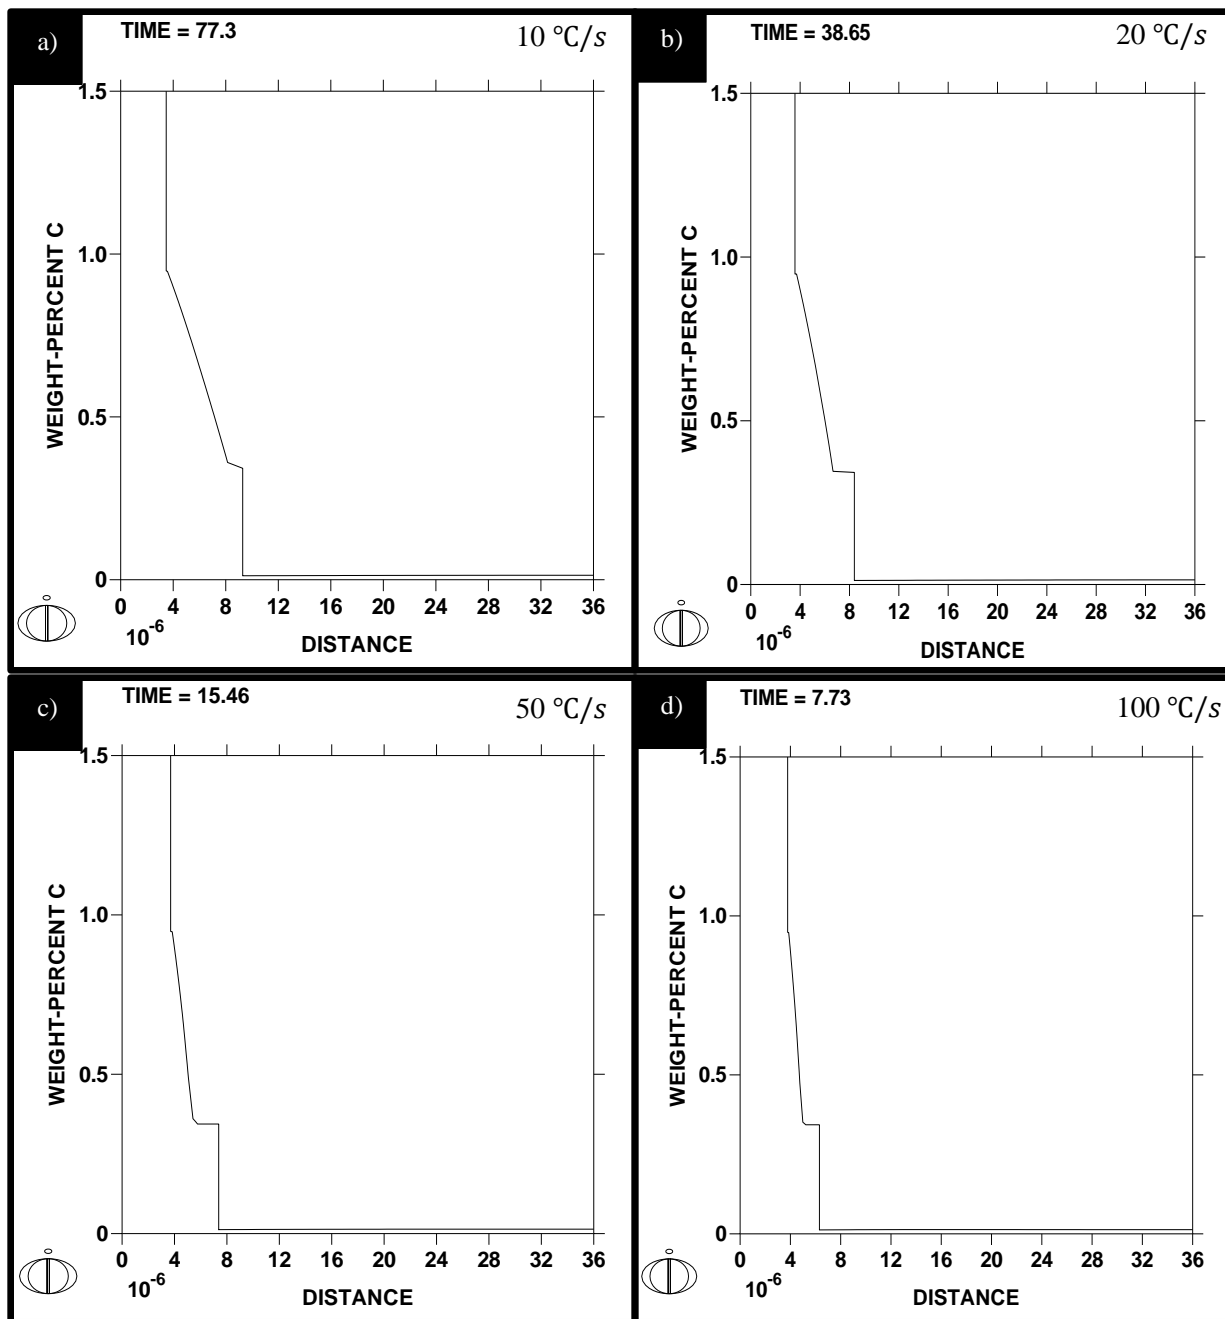 a)
TIME = 77.3
10 °C/s
WEIGHT-PERCENT C
1.5
1.0
0.5
0
0 4 8 12 16 20 24 28 32 36
10-6
DISTANCE
b)
TIME = 38.65
20 °C/s
WEIGHT-PERCENT C
1.5
1.0
0.5
0
0 4 8 12 16 20 24 28 32 36
10-6
DISTANCE
c)
TIME = 15.46
50 °C/s
WEIGHT-PERCENT C
1.5
1.0
0.5
0
0 4 8 12 16 20 24 28 32 36
10-6
DISTANCE
d)
TIME = 7.73
100 °C/s
WEIGHT-PERCENT C
1.5
1.0
0.5
0
0 4 8 12 16 20 24 28 32 36
10-6
DISTANCE